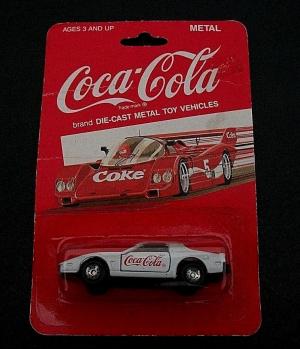 AGES 3 AND UP METAL
Coca-Cola
Trade-mark ®
brand DIE-CAST METAL TOY VEHICLES
Coke
5
Coca-Cola